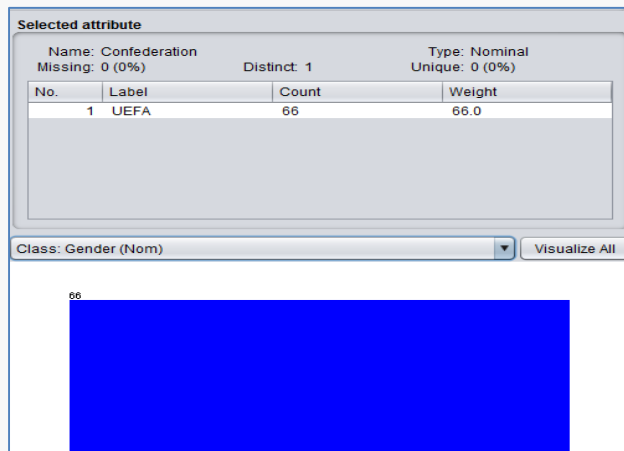 Selected attribute
Name: Confederation Type: Nominal
Missing: 0 (0%) Distinct: 1 Unique: 0 (0%)
No. Label Count Weight
1 UEFA 66 66.0
Class: Gender (Nom) Visualize All
66